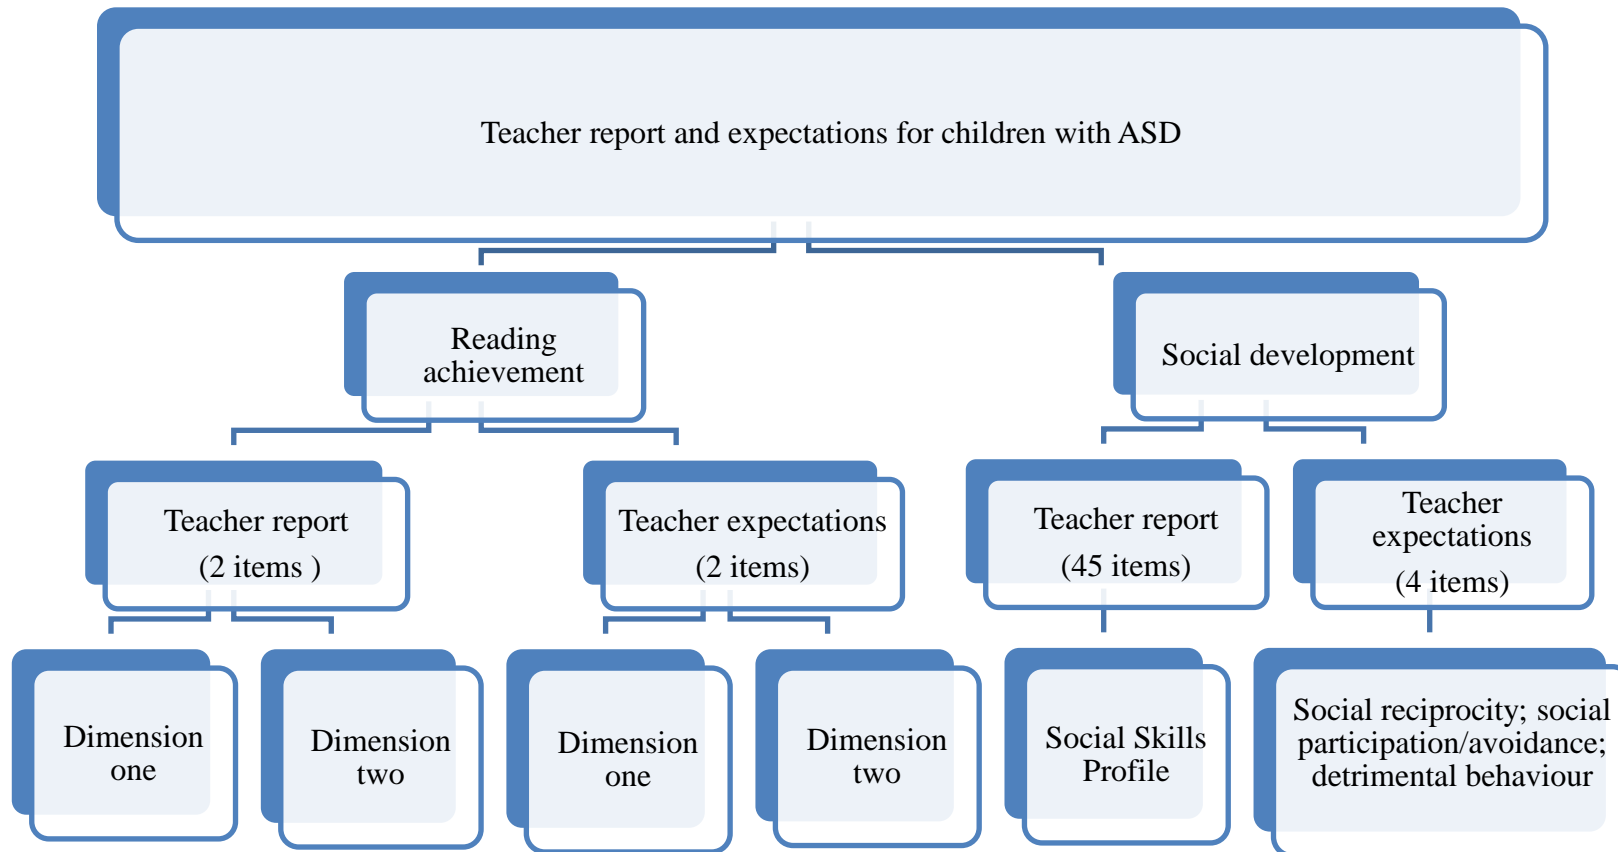 Teacher report and expectations for children with ASD
Reading
achievement
Social development
Teacher report
(2 items )
Teacher expectations
(2 items)
Teacher report
(45 items)
Teacher
expectations
(4 items)
Dimension
one
Dimension
two
Dimension
one
Dimension
two
Social Skills
Profile
Social reciprocity; social
participation/avoidance;
detrimental behaviour